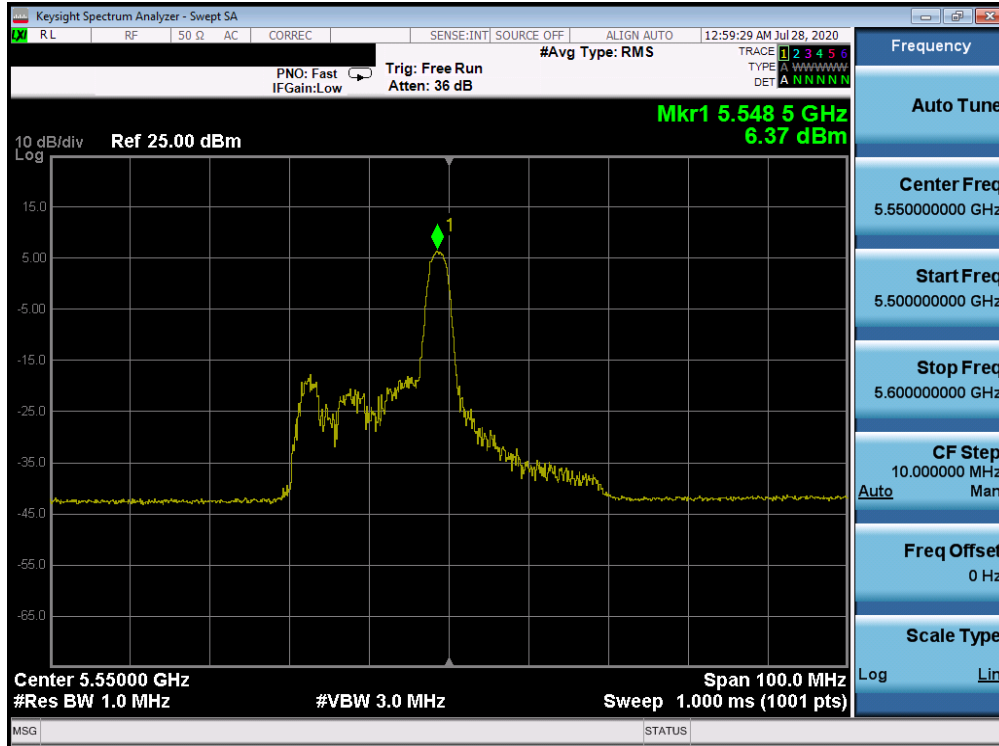 Keysight Spectrum Analyzer - Swept SA
LXI RL RF 50 Ω AC CORREC SENSE:INT SOURCE OFF ALIGN AUTO 12:59:29 AM Jul 28, 2020
#Avg Type: RMS
TRACE 1 2 3 4 5 6
PNO: Fast Trig: Free Run
TYPE A WWWWW
IFGain:Low Atten: 36 dB
DET A N N N N N
Mkr1 5.548 5 GHz
6.37 dBm
10 dB/div Ref 25.00 dBm
Log
15.0
1
5.00
-5.00
-15.0
-25.0
-35.0
-45.0
-55.0
-65.0
Center 5.55000 GHz Span 100.0 MHz
#Res BW 1.0 MHz #VBW 3.0 MHz Sweep 1.000 ms (1001 pts)
MSG STATUS
Frequency
Auto Tune
Center Freq
5.550000000 GHz
Start Freq
5.500000000 GHz
Stop Freq
5.600000000 GHz
CF Step
10.000000 MHz
Auto Man
Freq Offset
0 Hz
Scale Type
Log Lin